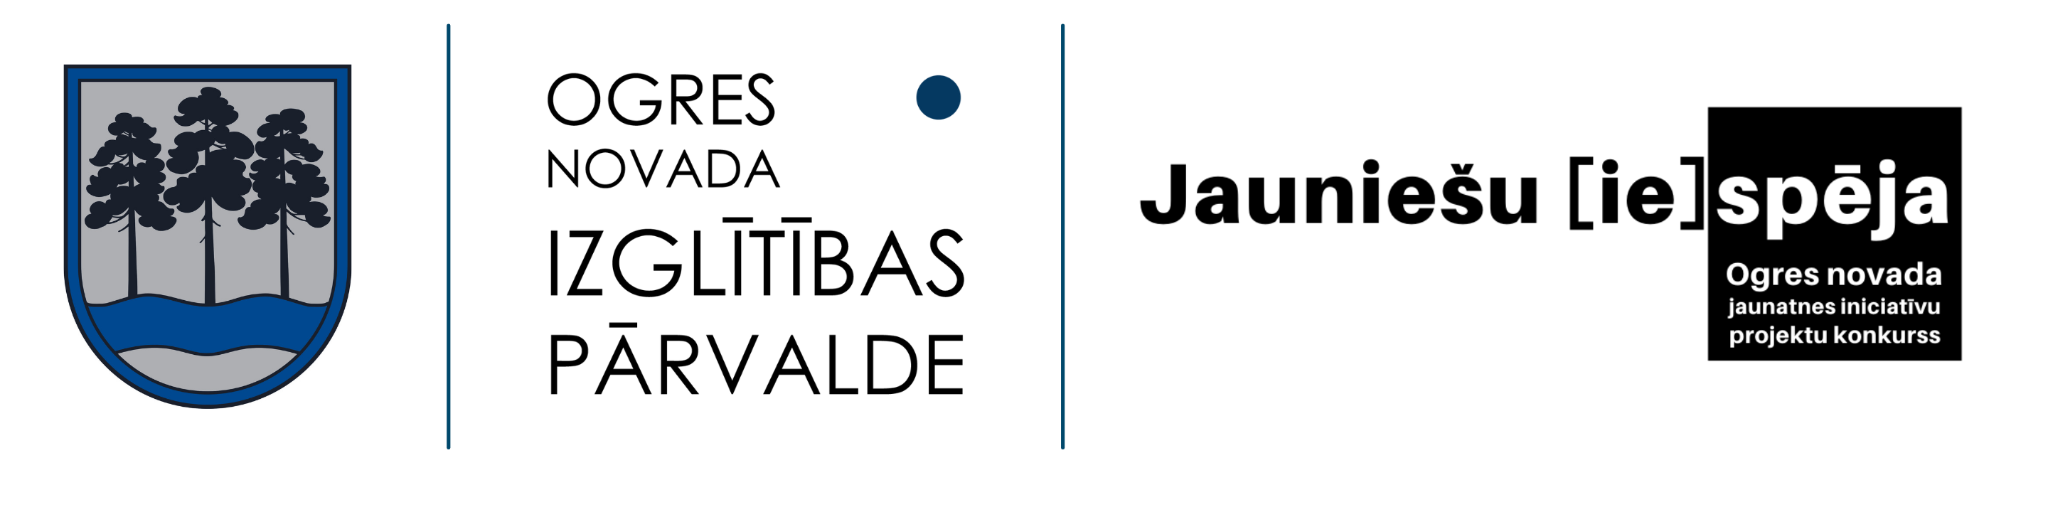 OGRES
NOVADA
IZGLĪTĪBAS
PĀRVALDE
Jauniešu [ie]spēja
Ogres novada
jaunatnes iniciatīvu
projektu konkurss